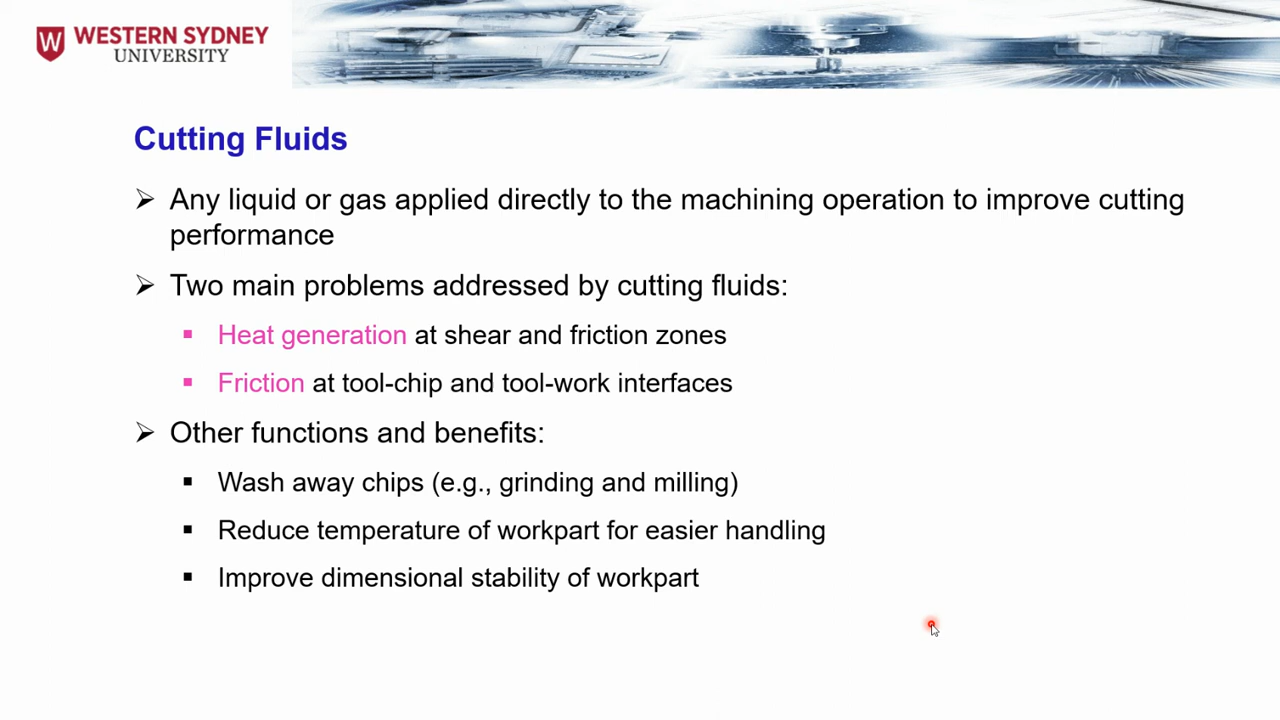 WESTERN SYDNEY
UNIVERSITY
W
Cutting Fluids
Any liquid or gas applied directly to the machining operation to improve cutting
performance
Two main problems addressed by cutting fluids:
Heat generation at shear and friction zones
Friction at tool-chip and tool-work interfaces
Other functions and benefits:
Wash away chips (e.g., grinding and milling)
Reduce temperature of workpart for easier handling
Improve dimensional stability of workpart